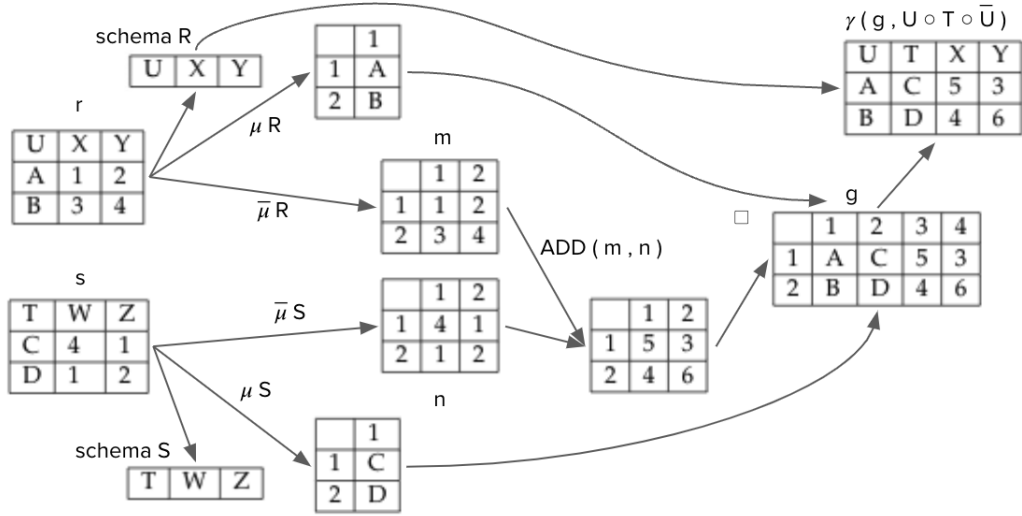 schema R
U X Y
r
U X Y
A 1 2
B 3 4
μ R
1
1 A
2 B
μ̅ R
m
1 2
1 1 2
2 3 4
s
T W Z
C 4 1
D 1 2
μ̅ S
1 2
1 4 1
2 1 2
n
μ S
1
1 C
2 D
schema S
T W Z
ADD ( m , n )
1 2
1 5 3
2 4 6
g
1 2 3 4
1 A C 5 3
2 B D 4 6
γ ( g , U ∘ T ∘ U̅ )
U T X Y
A C 5 3
B D 4 6